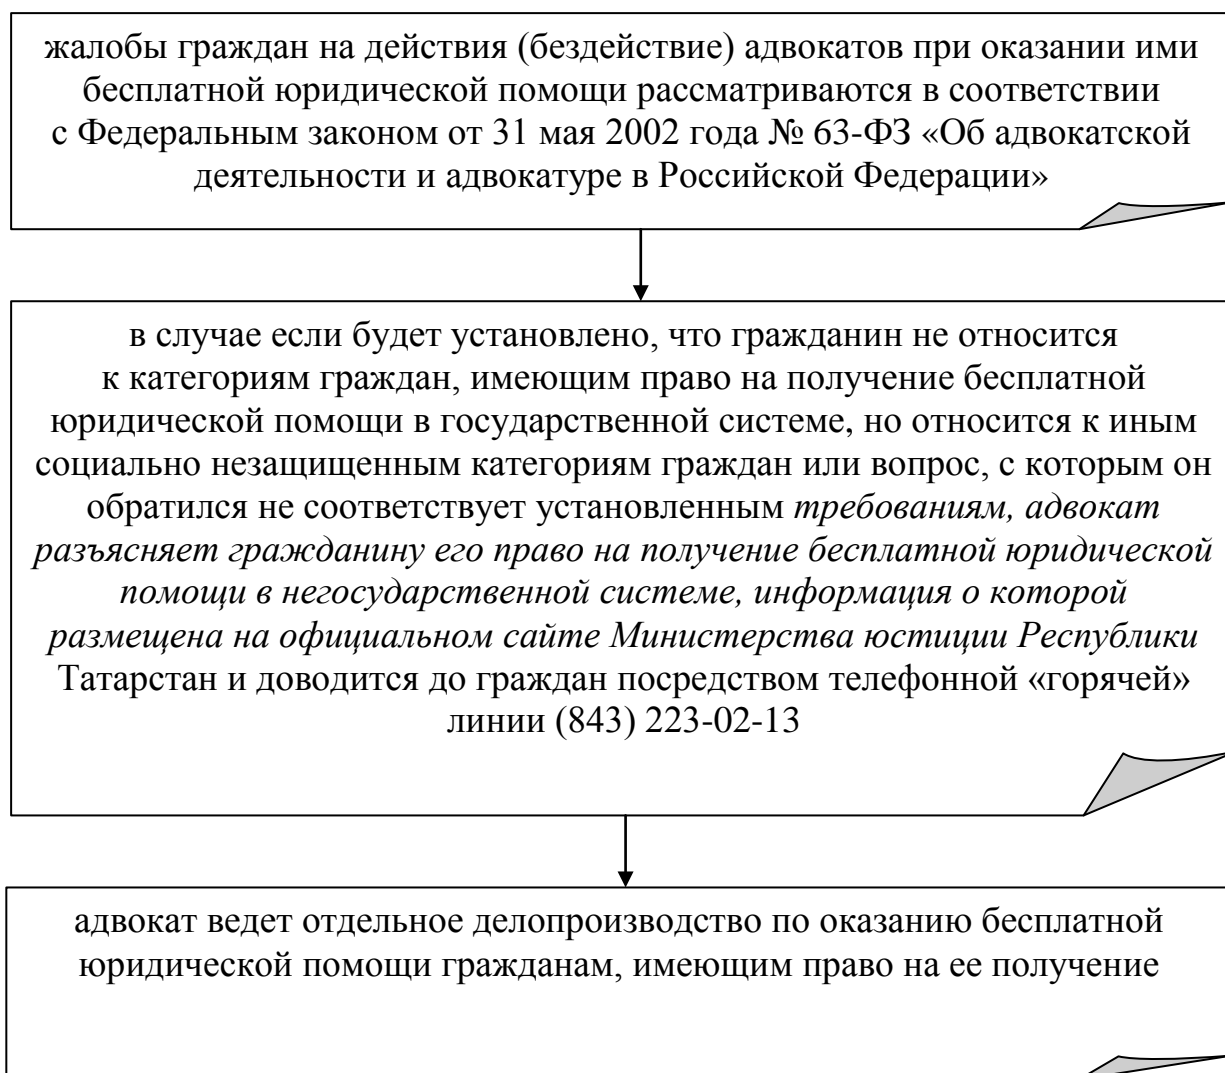 жалобы граждан на действия (бездействие) адвокатов при оказании ими
бесплатной юридической помощи рассматриваются в соответствии
с Федеральным законом от 31 мая 2002 года № 63-ФЗ «Об адвокатской
деятельности и адвокатуре в Российской Федерации»
в случае если будет установлено, что гражданин не относится
к категориям граждан, имеющим право на получение бесплатной
юридической помощи в государственной системе, но относится к иным
социально незащищенным категориям граждан или вопрос, с которым он
обратился не соответствует установленным требованиям, адвокат
разъясняет гражданину его право на получение бесплатной юридической
помощи в негосударственной системе, информация о которой
размещена на официальном сайте Министерства юстиции Республики
Татарстан и доводится до граждан посредством телефонной «горячей»
линии (843) 223-02-13
адвокат ведет отдельное делопроизводство по оказанию бесплатной
юридической помощи гражданам, имеющим право на ее получение